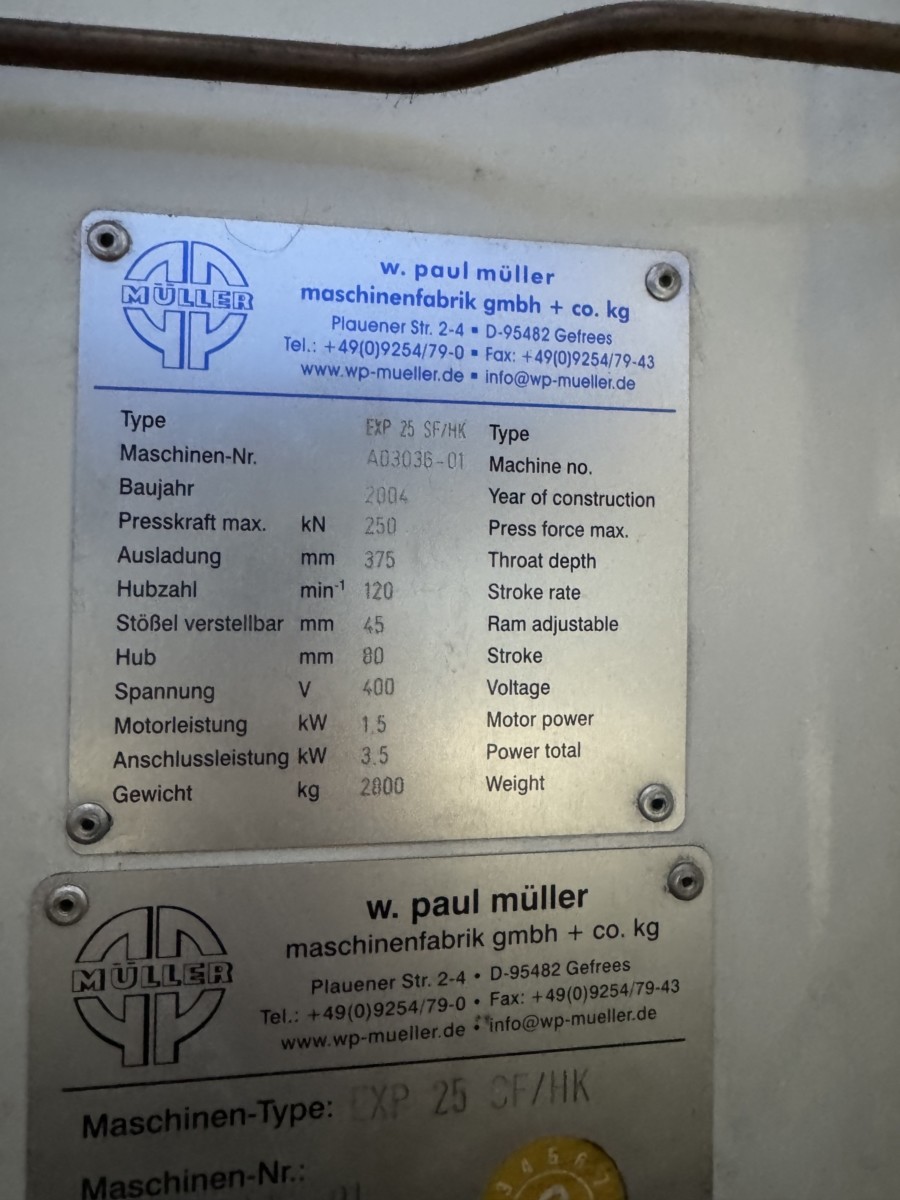 MÜLLER
w. paul müller
maschinenfabrik gmbh + co. kg
Plauener Str. 2-4 ▪ D-95482 Gefrees
Tel.: +49(0)9254/79-0 ▪ Fax: +49(0)9254/79-43
www.wp-mueller.de ▪ info@wp-mueller.de
Type EXP 25 SF/HK Type
Maschinen-Nr. A03036-01 Machine no.
Baujahr 2004 Year of construction
Presskraft max. kN 250 Press force max.
Ausladung mm 375 Throat depth
Hubzahl min⁻¹ 120 Stroke rate
Stößel verstellbar mm 45 Ram adjustable
Hub mm 80 Stroke
Spannung V 400 Voltage
Motorleistung kW 1.5 Motor power
Anschlussleistung kW 3.5 Power total
Gewicht kg 2800 Weight
MÜLLER
w. paul müller
maschinenfabrik gmbh + co. kg
Plauener Str. 2-4 • D-95482 Gefrees
Tel.: +49(0)9254/79-0 • Fax: +49(0)9254/79-43
www.wp-mueller.de • info@wp-mueller.de
Maschinen-Type: EXP 25 SF/HK
Maschinen-Nr.:
3 4 5 6 7